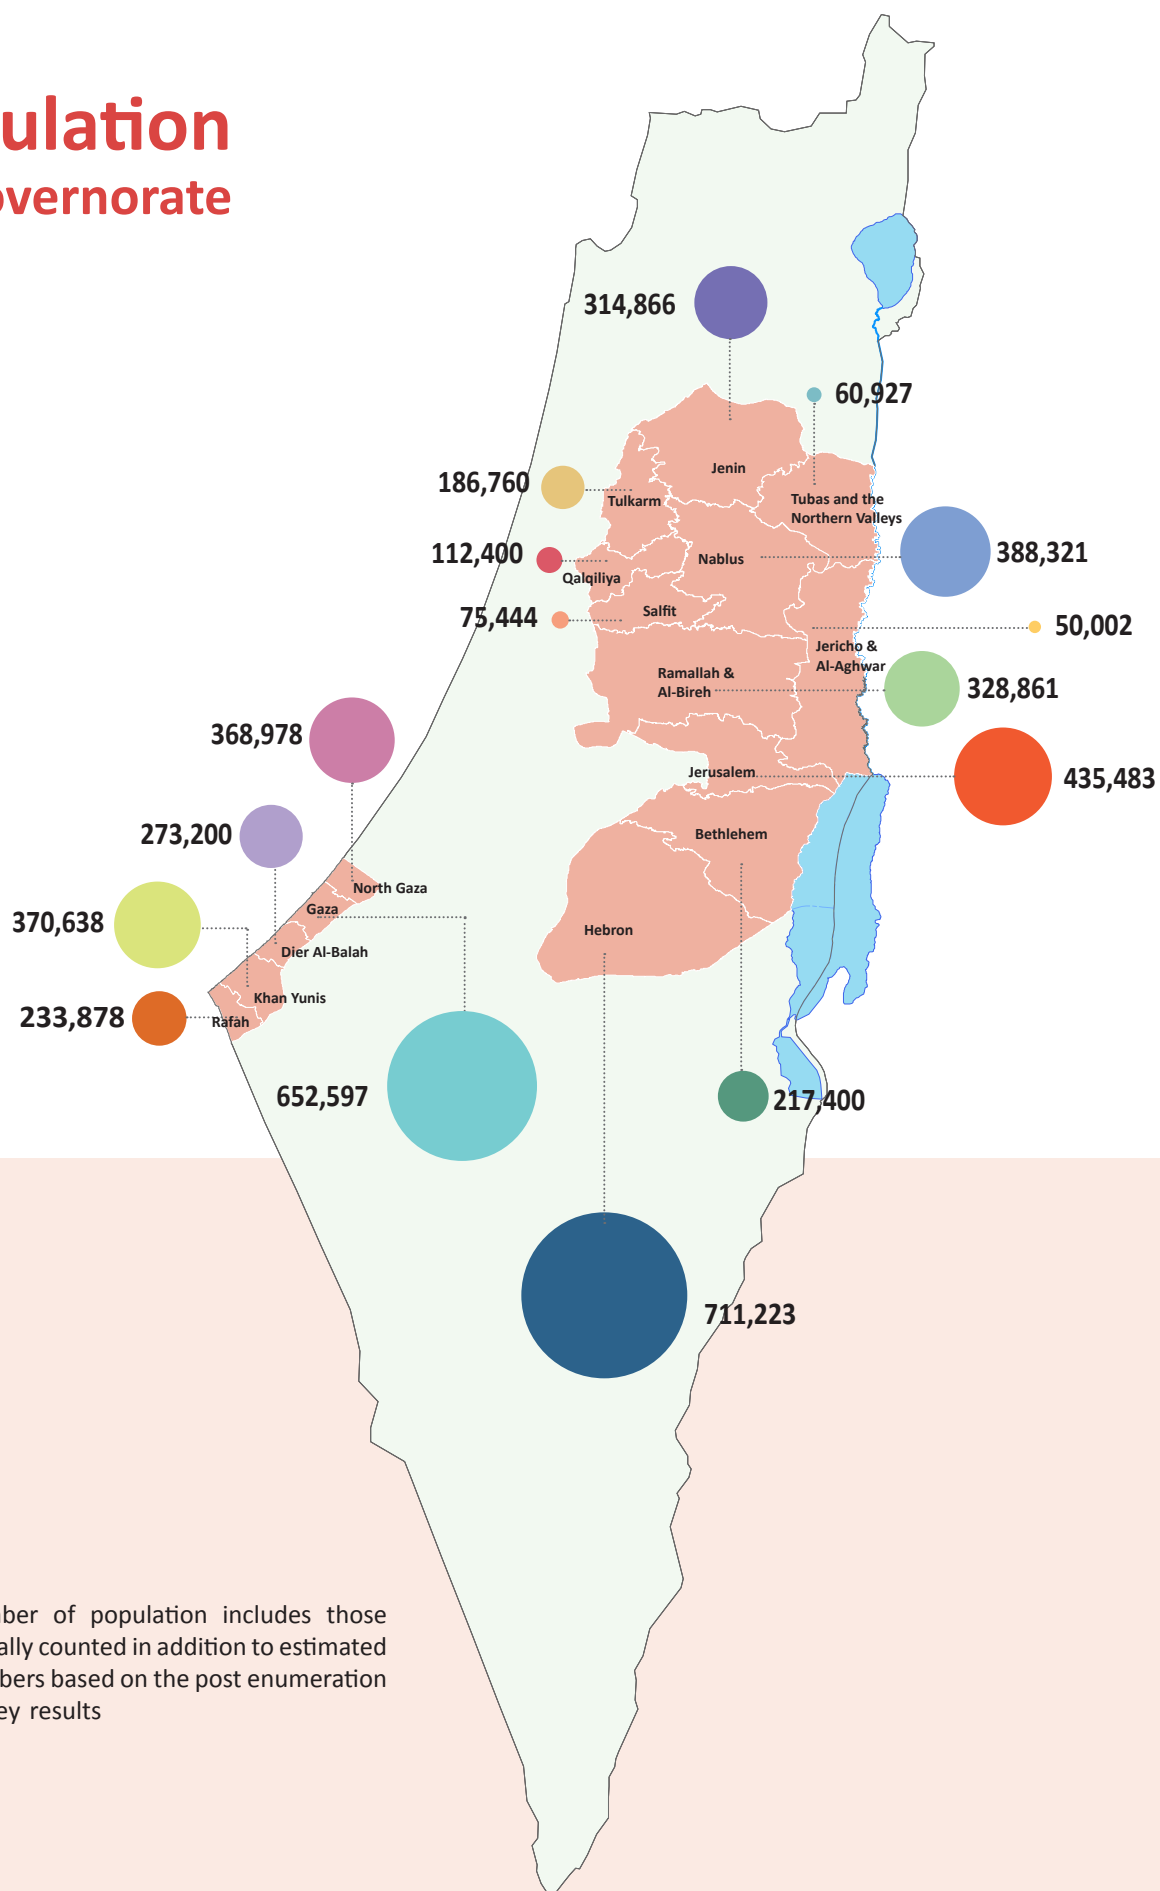 ulation
overnorate
314,866
60,927
Jenin
186,760
Tulkarm
Tubas and the
Northern Valleys
388,321
112,400
Nablus
Qalqiliya
75,444
Salfit
50,002
Jericho &
Al-Aghwar
Ramallah &
Al-Bireh
328,861
368,978
Jerusalem
435,483
273,200
Bethlehem
North Gaza
Gaza
370,638
Hebron
Dier Al-Balah
Khan Yunis
233,878
Rafah
652,597
217,400
711,223
ber of population includes those
ally counted in addition to estimated
bers based on the post enumeration
ey results